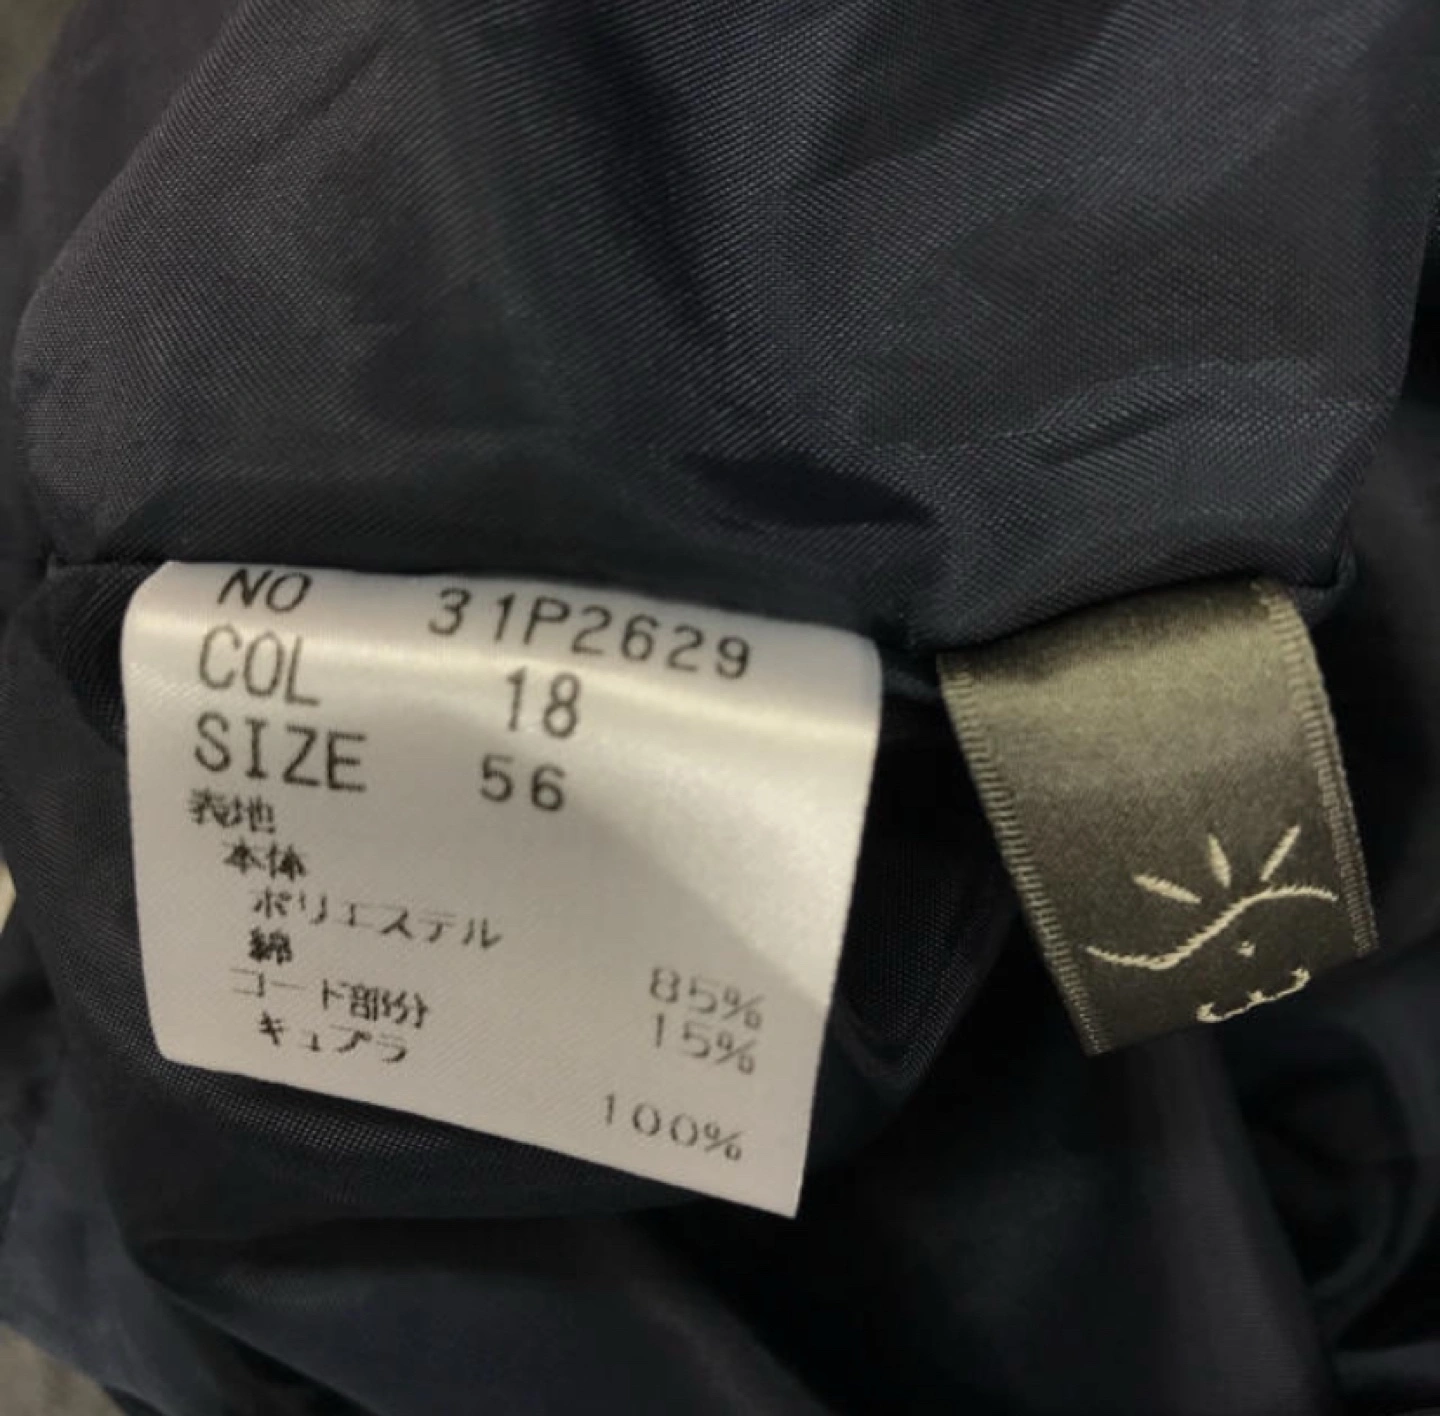 NO 31P2629
COL 18
SIZE 56
表地
本体
ポリエステル 85%
綿 15%
コード部分
キュプラ 100%